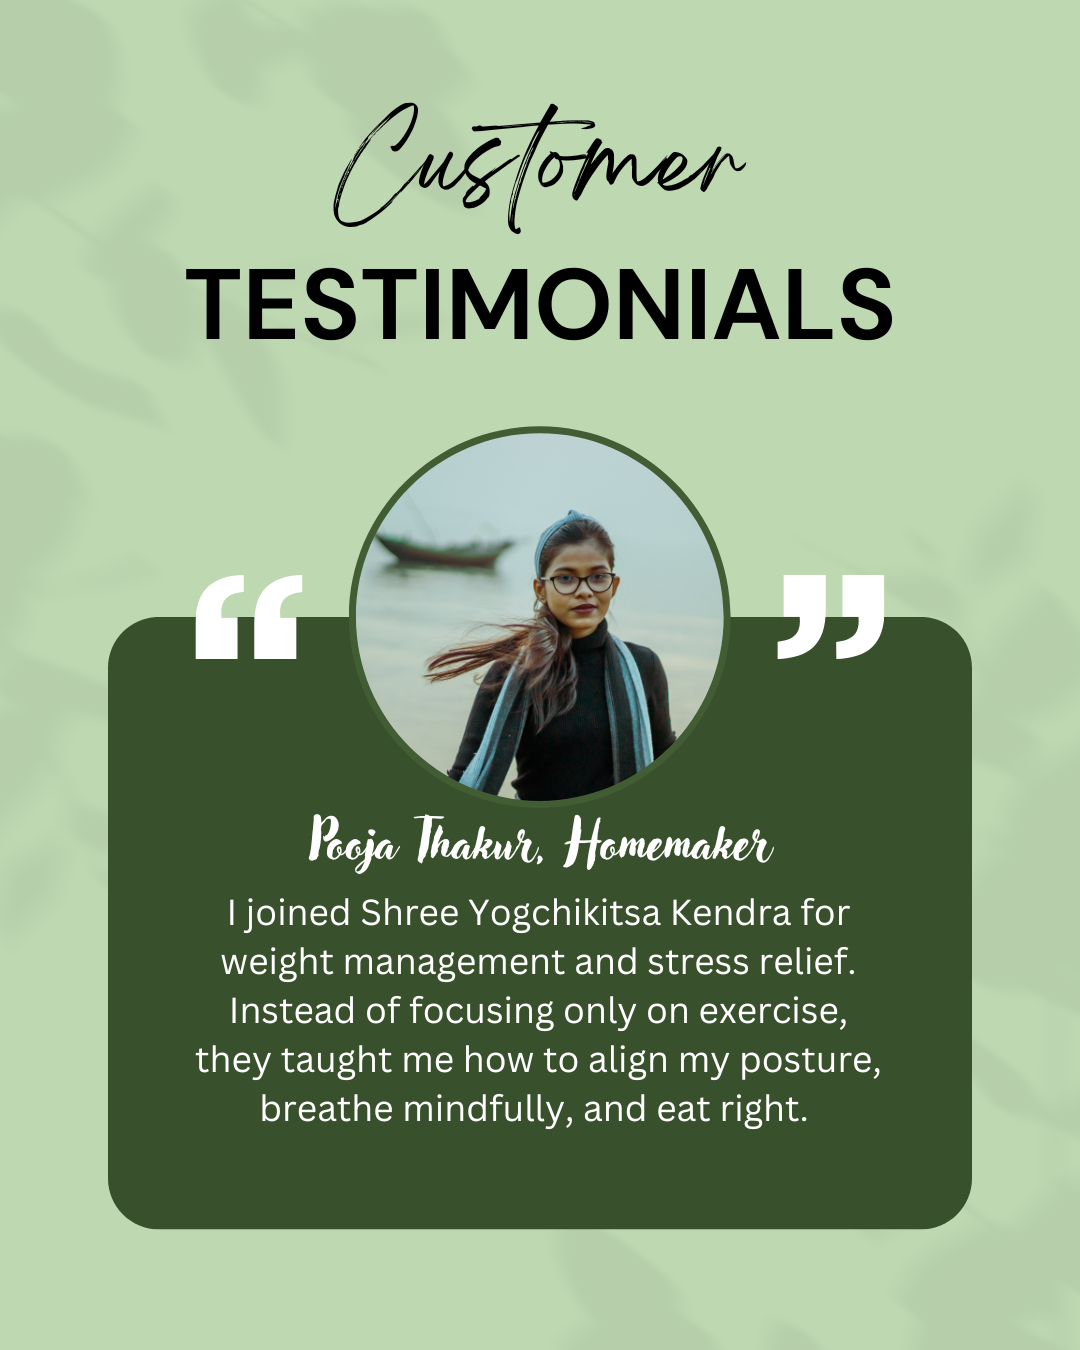 Customer
TESTIMONIALS
“ ”
Pooja Thakur, Homemaker
I joined Shree Yogchikitsa Kendra for
weight management and stress relief.
Instead of focusing only on exercise,
they taught me how to align my posture,
breathe mindfully, and eat right.